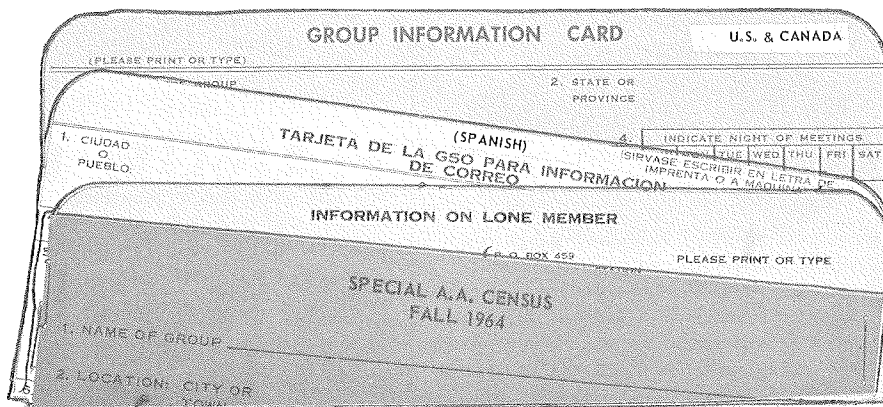 GROUP INFORMATION CARD
U.S. & CANADA
(PLEASE PRINT OR TYPE)
GROUP
2. STATE OR
PROVINCE
4. INDICATE NIGHT OF MEETINGS
MON TUE WED THU FRI SAT
(SPANISH)
1. CIUDAD
O
PUEBLO
TARJETA DE LA GSO PARA INFORMACION
DE CORREO
(SIRVASE ESCRIBIR EN LETRA DE
IMPRENTA O A MAQUINA
INFORMATION ON LONE MEMBER
P. O. BOX 459
PLEASE PRINT OR TYPE
SPECIAL A.A. CENSUS
FALL 1964
1. NAME OF GROUP
2. LOCATION: CITY OR
TOWN